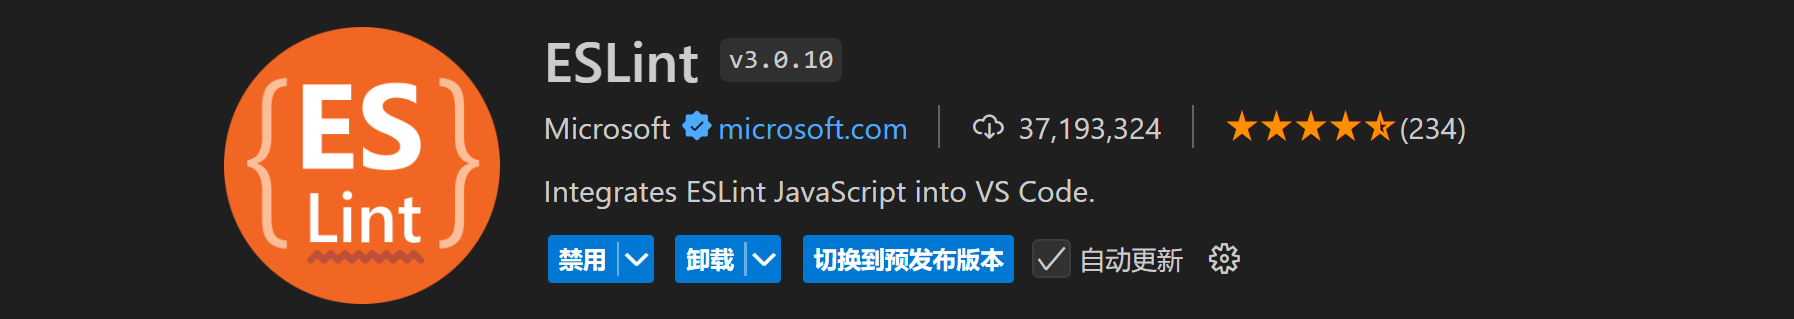 {ES
Lint}
ESLint v3.0.10
Microsoft microsoft.com 37,193,324 ★★★★★(234)
Integrates ESLint JavaScript into VS Code.
禁用 卸载 切换到预发布版本 自动更新